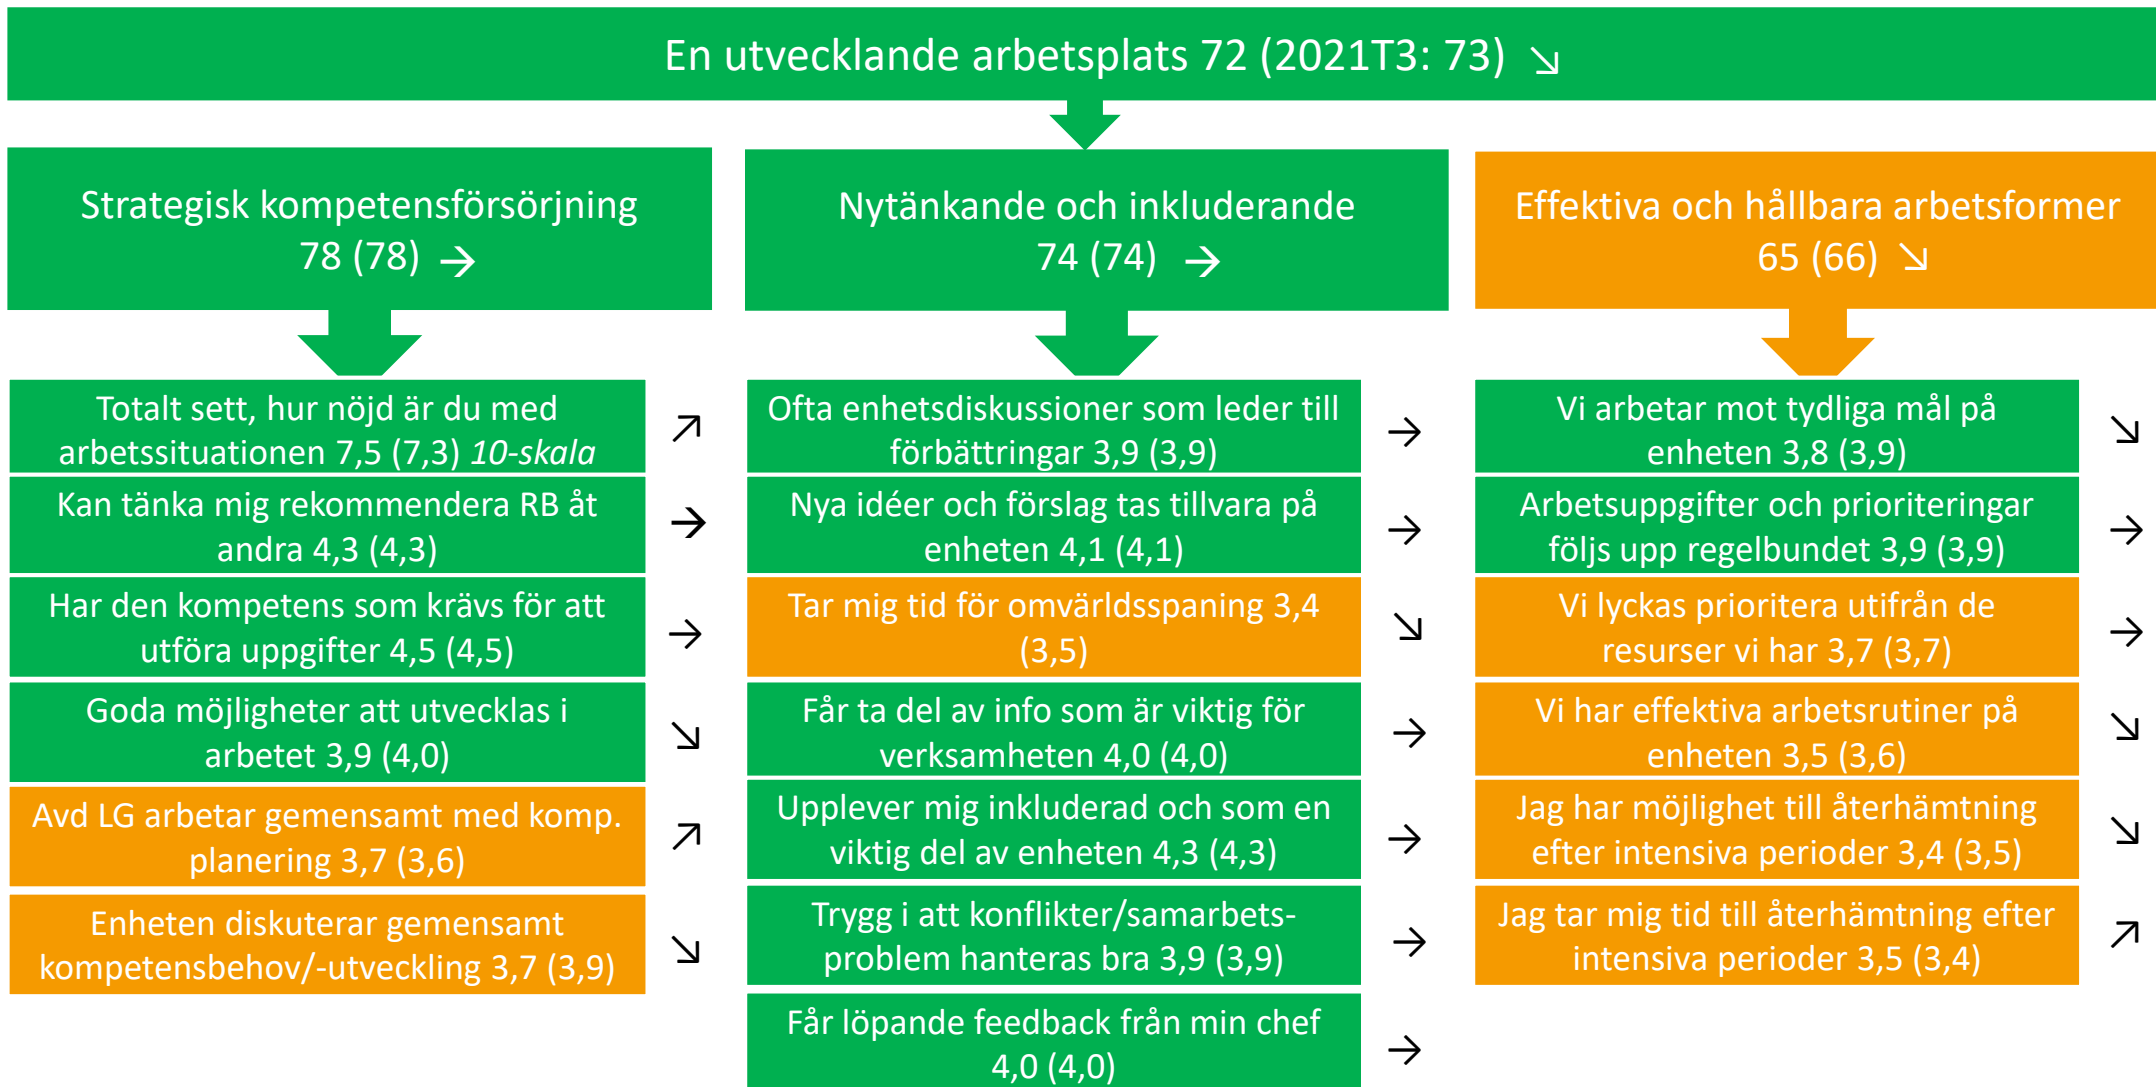 En utvecklande arbetsplats 72 (2021T3: 73) ↘
Strategisk kompetensförsörjning
78 (78) →
Totalt sett, hur nöjd är du med
arbetssituationen 7,5 (7,3) 10-skala
↗
Kan tänka mig rekommendera RB åt
andra 4,3 (4,3)
→
Har den kompetens som krävs för att
utföra uppgifter 4,5 (4,5)
→
Goda möjligheter att utvecklas i
arbetet 3,9 (4,0)
↘
Avd LG arbetar gemensamt med komp.
planering 3,7 (3,6)
↗
Enheten diskuterar gemensamt
kompetensbehov/-utveckling 3,7 (3,9)
↘
Nytänkande och inkluderande
74 (74) →
Ofta enhetsdiskussioner som leder till
förbättringar 3,9 (3,9)
→
Nya idéer och förslag tas tillvara på
enheten 4,1 (4,1)
→
Tar mig tid för omvärldsspaning 3,4
(3,5)
↘
Får ta del av info som är viktig för
verksamheten 4,0 (4,0)
→
Upplever mig inkluderad och som en
viktig del av enheten 4,3 (4,3)
→
Trygg i att konflikter/samarbets-
problem hanteras bra 3,9 (3,9)
→
Får löpande feedback från min chef
4,0 (4,0)
→
Effektiva och hållbara arbetsformer
65 (66) ↘
Vi arbetar mot tydliga mål på
enheten 3,8 (3,9)
↘
Arbetsuppgifter och prioriteringar
följs upp regelbundet 3,9 (3,9)
→
Vi lyckas prioritera utifrån de
resurser vi har 3,7 (3,7)
→
Vi har effektiva arbetsrutiner på
enheten 3,5 (3,6)
↘
Jag har möjlighet till återhämtning
efter intensiva perioder 3,4 (3,5)
↘
Jag tar mig tid till återhämtning efter
intensiva perioder 3,5 (3,4)
↗